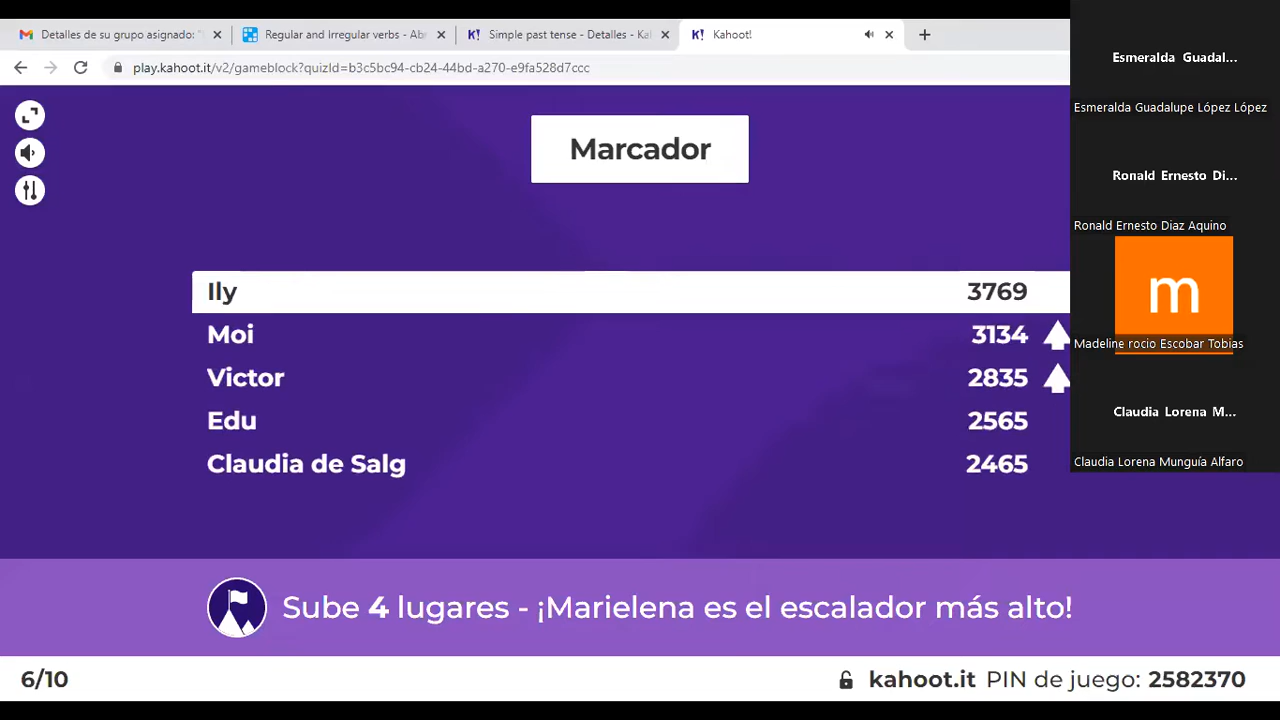 Detalles de su grupo asignado: "
Regular and Irregular verbs - Abr
K! Simple past tense - Detalles - Kal
K! Kahoot!
play.kahoot.it/v2/gameblock?quizId=b3c5bc94-cb24-44bd-a270-e9fa528d7ccc
Marcador
Ily 3769
Moi 3134
Victor 2835
Edu 2565
Claudia de Salg 2465
Sube 4 lugares - ¡Marielena es el escalador más alto!
6/10
kahoot.it PIN de juego: 2582370
Esmeralda Guadal...
Esmeralda Guadalupe López López
Ronald Ernesto Di...
Ronald Ernesto Diaz Aquino
m
Madeline rocio Escobar Tobias
Claudia Lorena M...
Claudia Lorena Munguía Alfaro